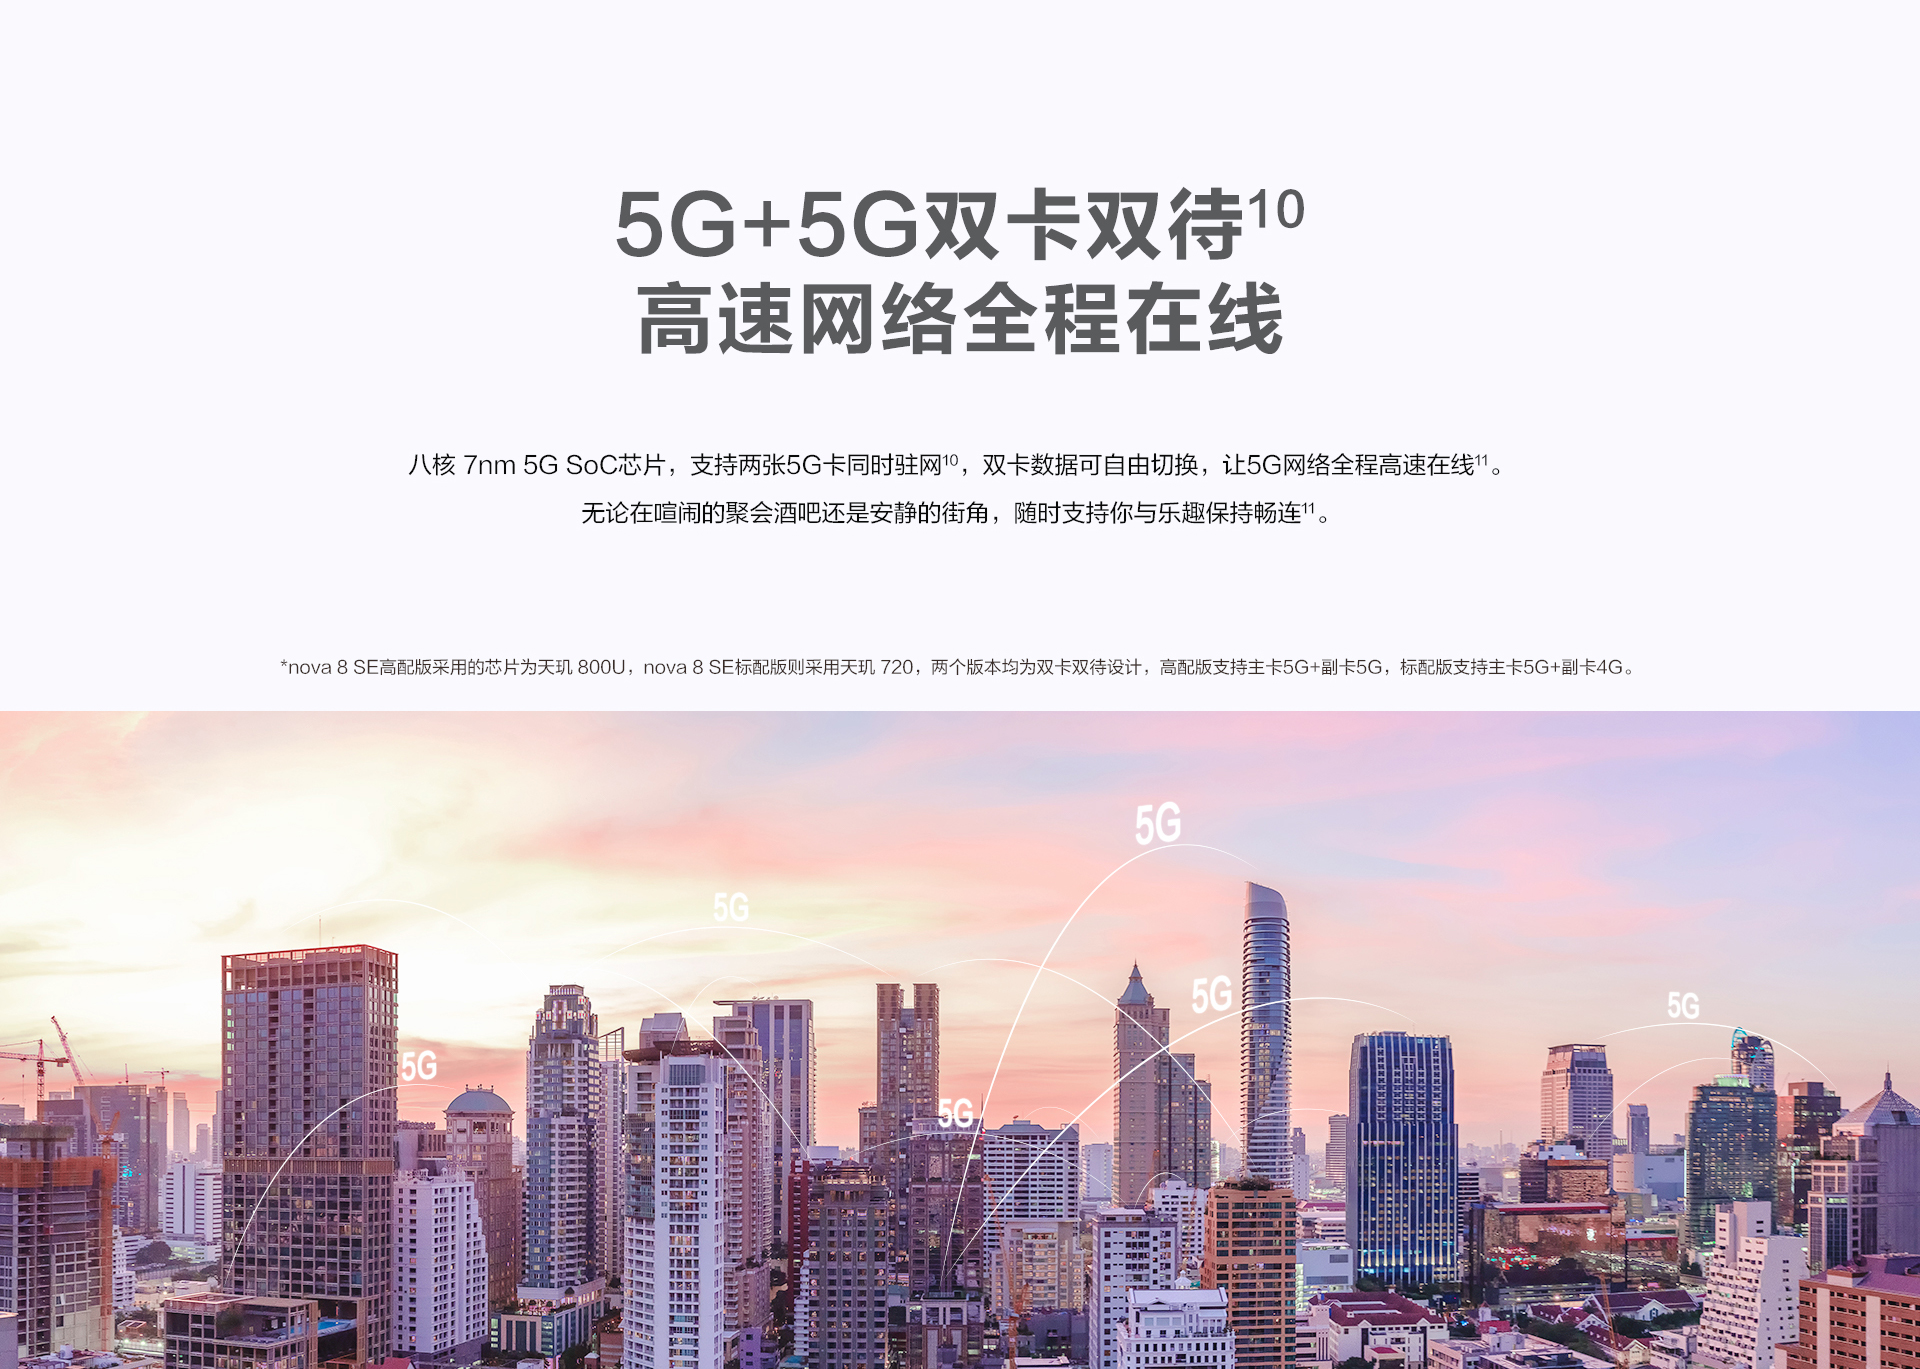 5G+5G双卡双待10
高速网络全程在线
八核 7nm 5G SoC芯片，支持两张5G卡同时驻网10，双卡数据可自由切换，让5G网络全程高速在线11。
无论在喧闹的聚会酒吧还是安静的街角，随时支持你与乐趣保持畅连11。
*nova 8 SE高配版采用的芯片为天玑 800U，nova 8 SE标配版则采用天玑 720，两个版本均为双卡双待设计，高配版支持主卡5G+副卡5G，标配版支持主卡5G+副卡4G。
5G
5G
5G
5G
5G
5G